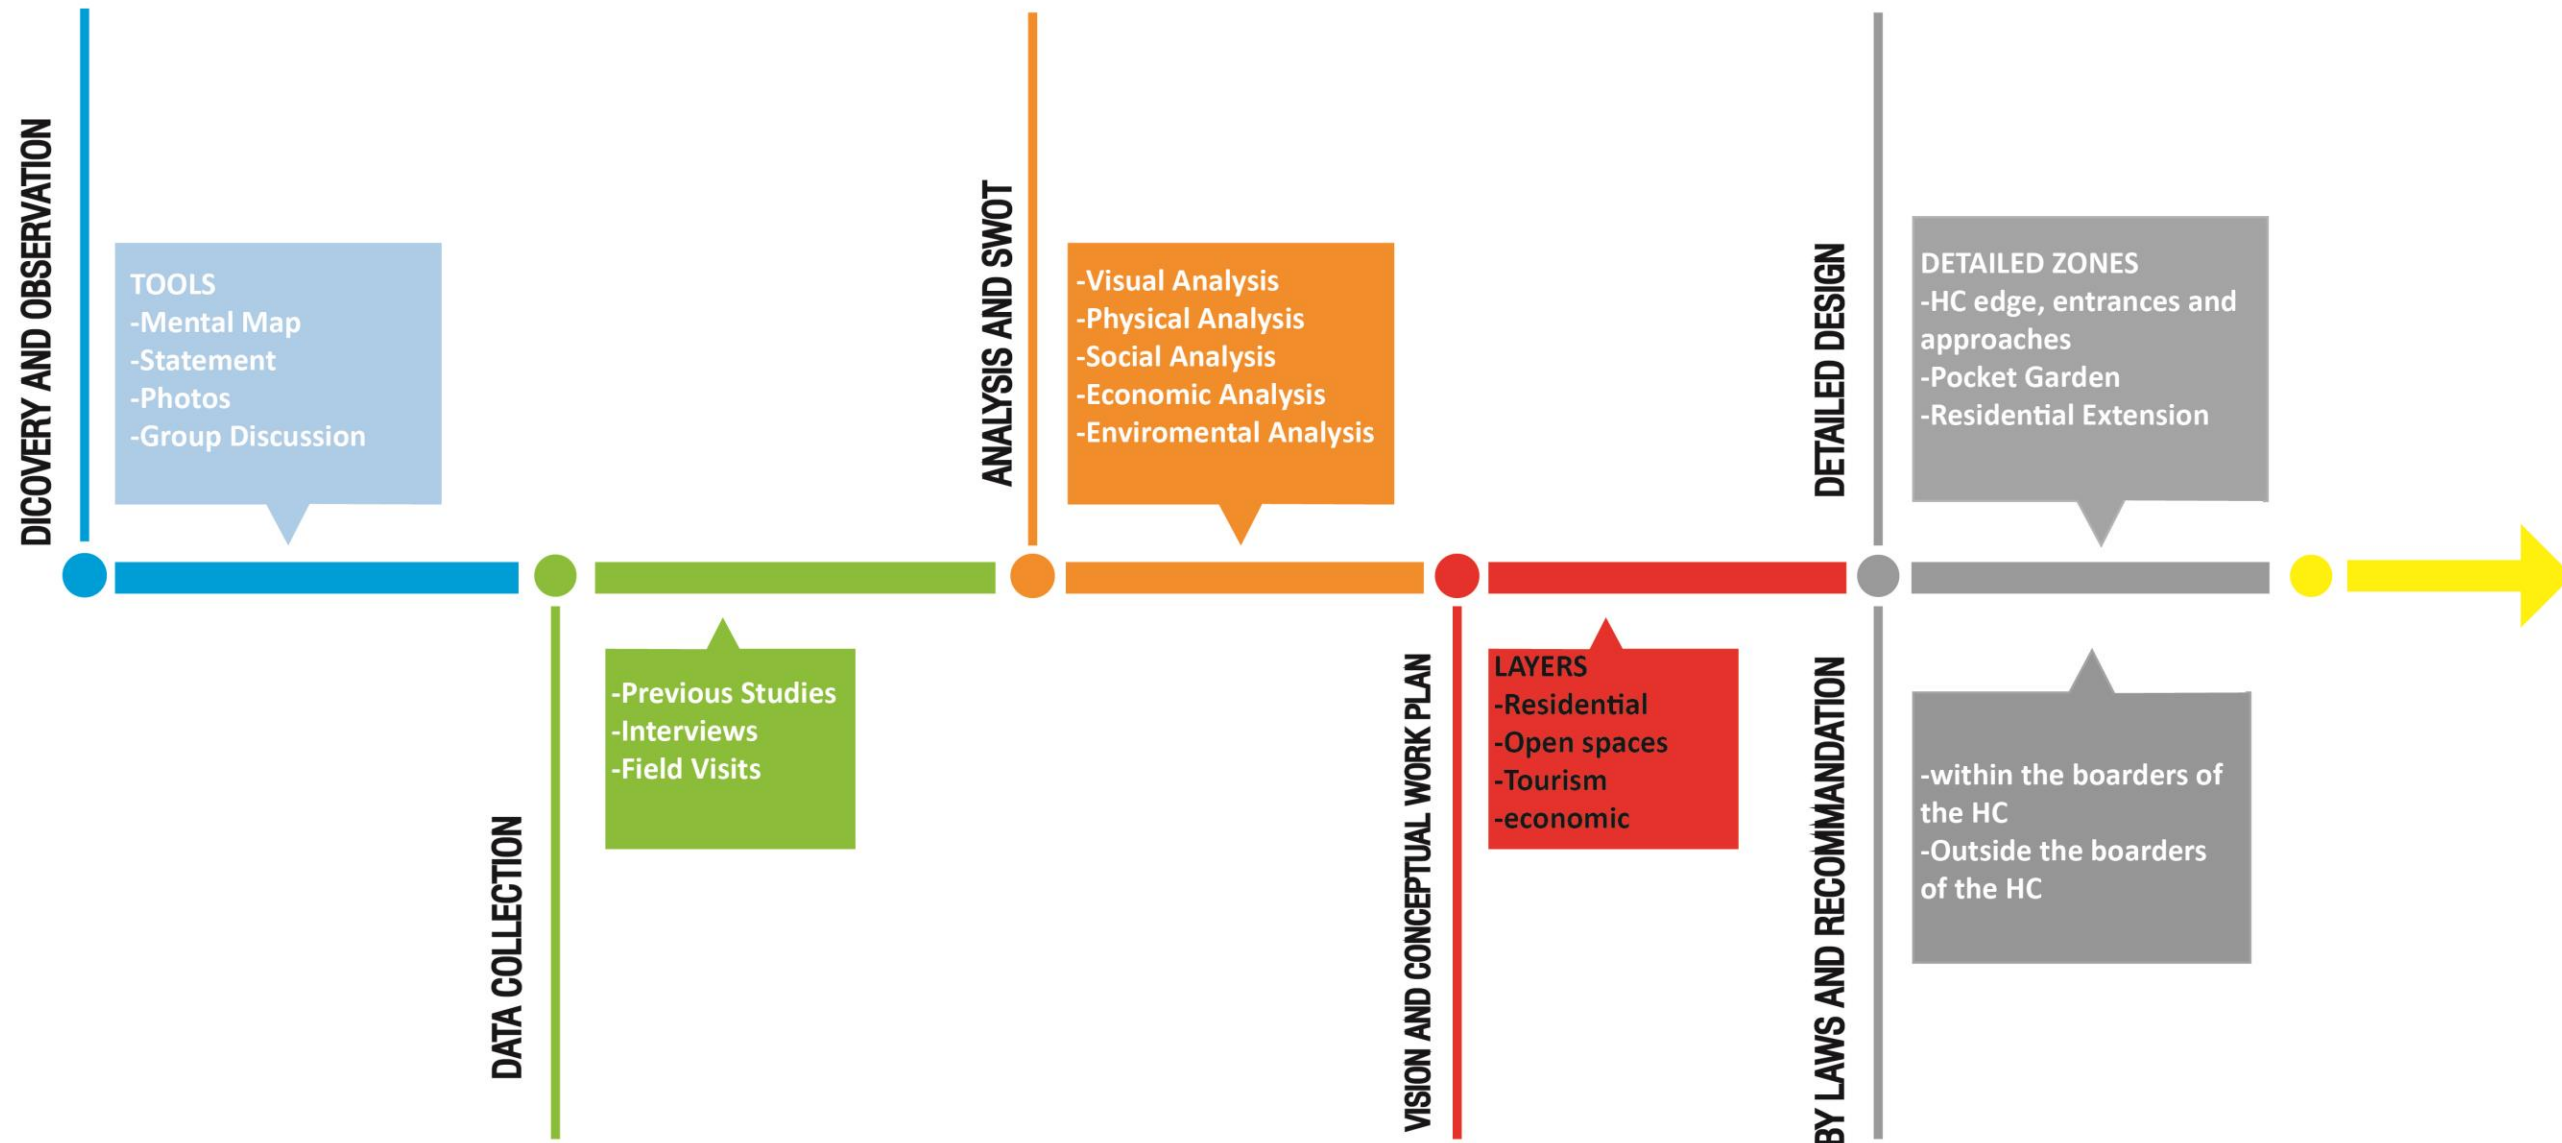 DICOVERY AND OBSERVATION
TOOLS
-Mental Map
-Statement
-Photos
-Group Discussion
DATA COLLECTION
-Previous Studies
-Interviews
-Field Visits
ANALYSIS AND SWOT
-Visual Analysis
-Physical Analysis
-Social Analysis
-Economic Analysis
-Enviromental Analysis
VISION AND CONCEPTUAL WORK PLAN
LAYERS
-Residential
-Open spaces
-Tourism
-economic
DETAILED DESIGN
DETAILED ZONES
-HC edge, entrances and
approaches
-Pocket Garden
-Residential Extension
BY LAWS AND RECOMMANDATION
-within the boarders of
the HC
-Outside the boarders
of the HC